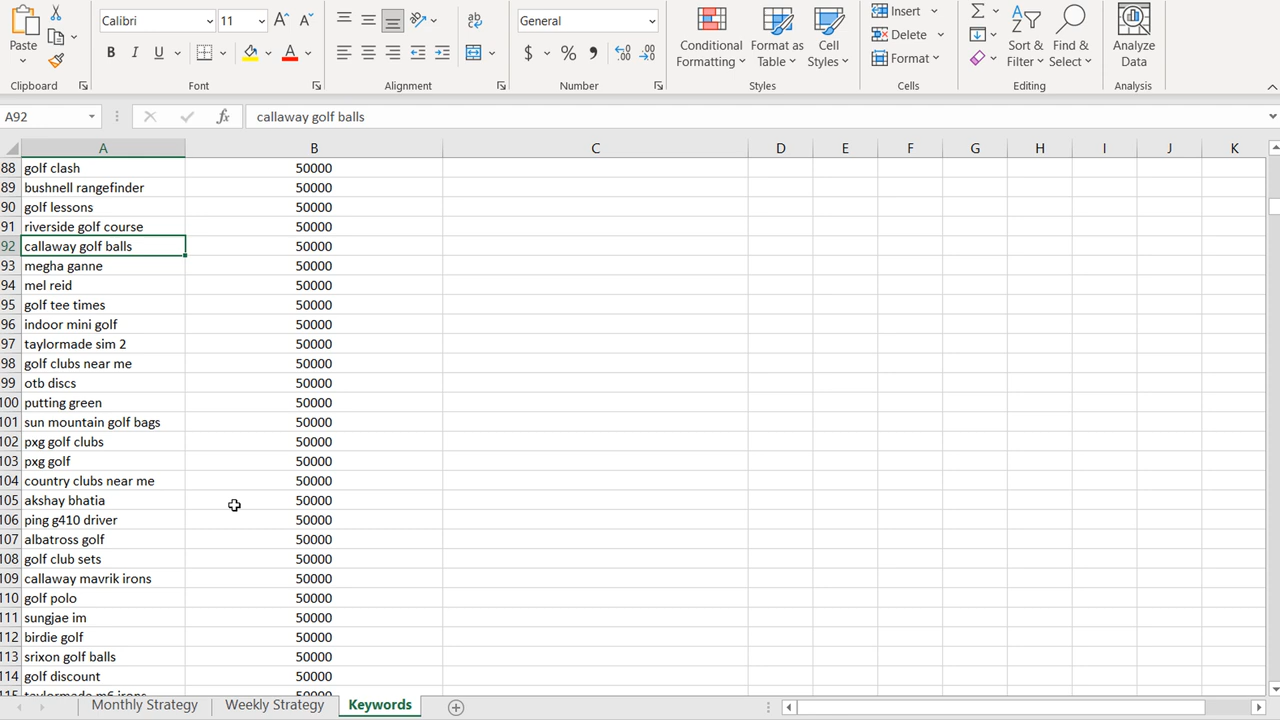 Calibri 11 General Insert
Paste B I U A $ % Conditional Formatting Format as Table Cell Styles Delete Format Sort & Filter Find & Select Analyze Data
Clipboard Font Alignment Number Styles Cells Editing Analysis
A92 fx callaway golf balls
A B C D E F G H I J K
88 golf clash 50000
89 bushnell rangefinder 50000
90 golf lessons 50000
91 riverside golf course 50000
92 callaway golf balls 50000
93 megha ganne 50000
94 mel reid 50000
95 golf tee times 50000
96 indoor mini golf 50000
97 taylormade sim 2 50000
98 golf clubs near me 50000
99 otb discs 50000
100 putting green 50000
101 sun mountain golf bags 50000
102 pxg golf clubs 50000
103 pxg golf 50000
104 country clubs near me 50000
105 akshay bhatia 50000
106 ping g410 driver 50000
107 albatross golf 50000
108 golf club sets 50000
109 callaway mavrik irons 50000
110 golf polo 50000
111 sungjae im 50000
112 birdie golf 50000
113 srixon golf balls 50000
114 golf discount 50000
115 taylormade m6 irons 50000
Monthly Strategy Weekly Strategy Keywords